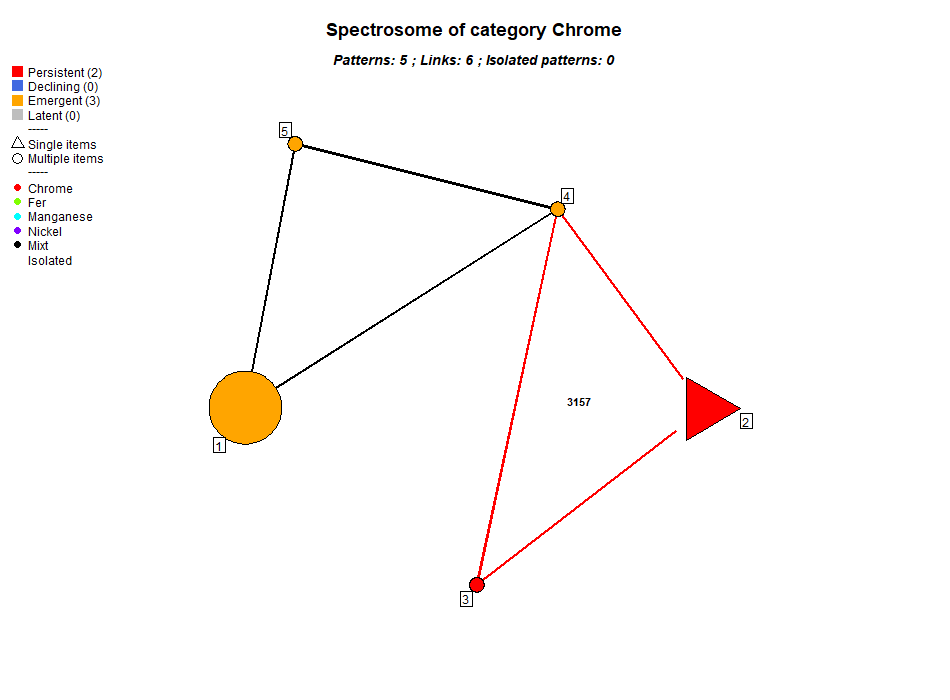 Spectrosome of category Chrome
Patterns: 5 ; Links: 6 ; Isolated patterns: 0
Persistent (2)
Declining (0)
Emergent (3)
Latent (0)
-----
Single items
Multiple items
-----
Chrome
Fer
Manganese
Nickel
Mixt
Isolated
5
4
3157
2
1
3